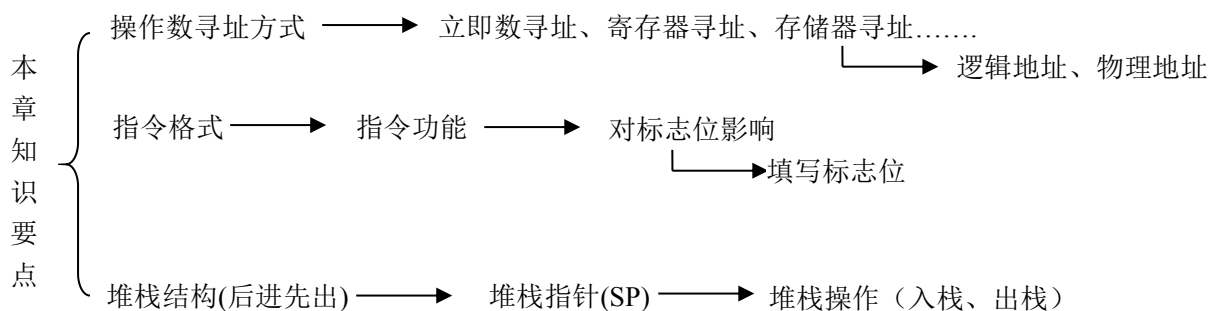 本章知识要点
操作数寻址方式 立即数寻址、寄存器寻址、存储器寻址…….
逻辑地址、物理地址
指令格式 指令功能 对标志位影响
填写标志位
堆栈结构(后进先出) 堆栈指针(SP) 堆栈操作（入栈、出栈）